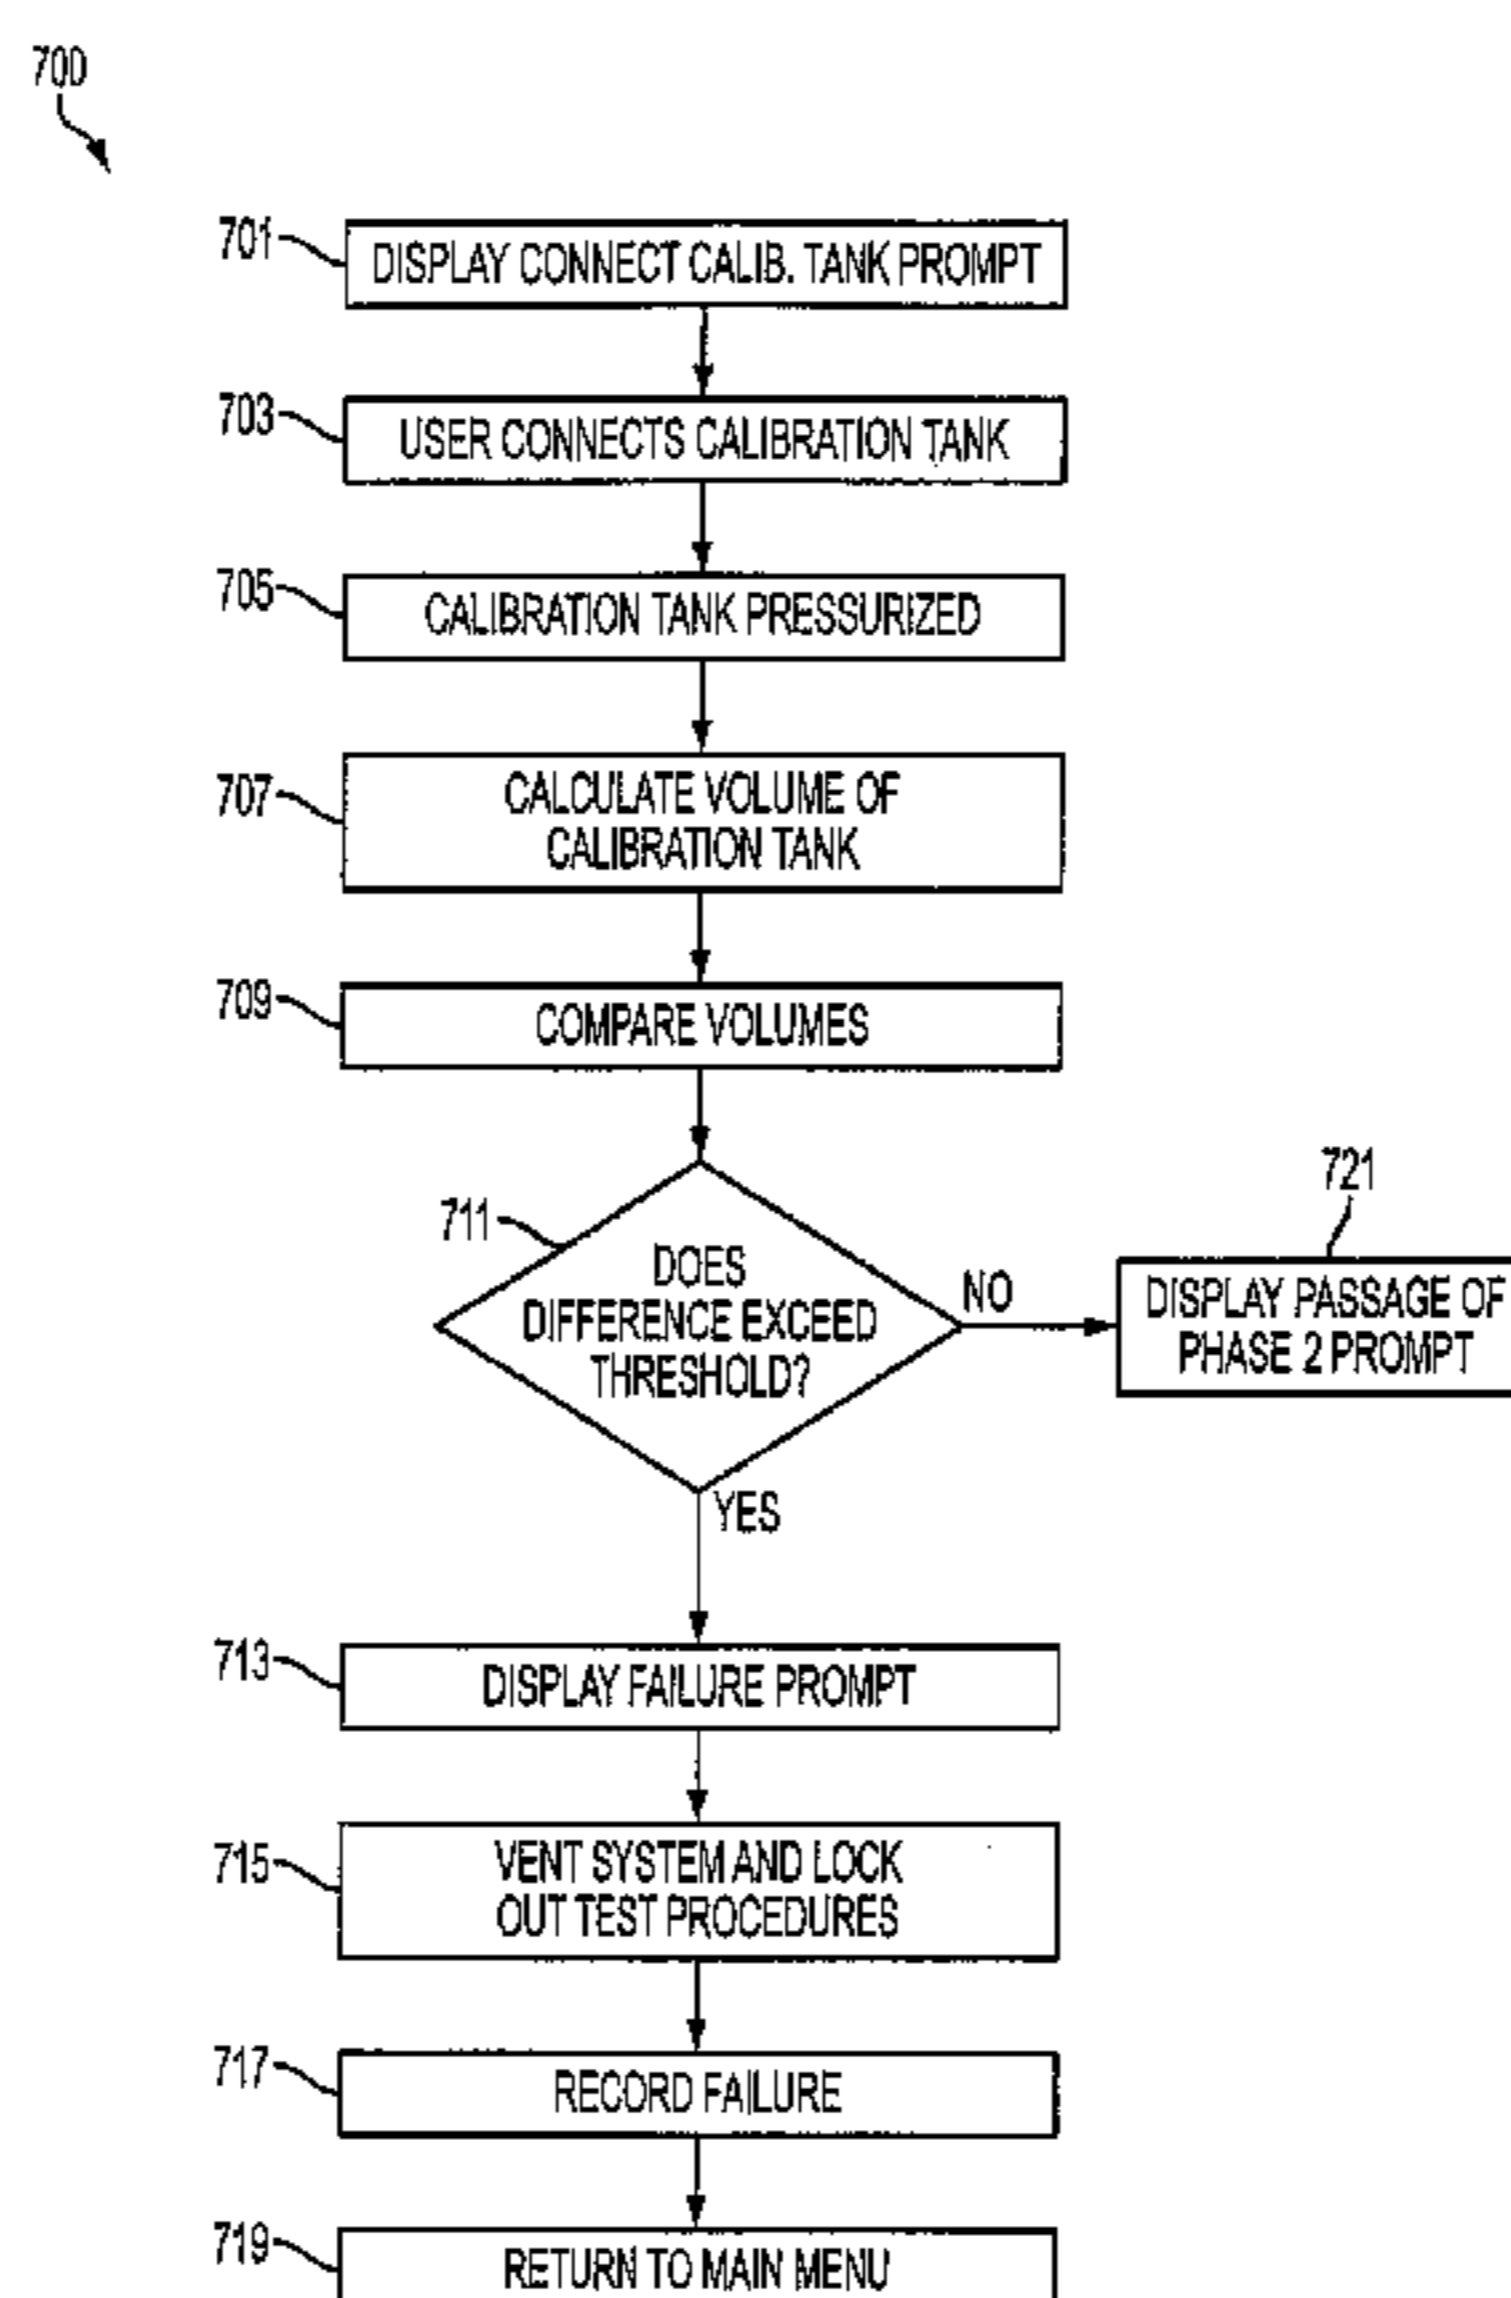 700
701
DISPLAY CONNECT CALIB. TANK PROMPT
703
USER CONNECTS CALIBRATION TANK
705
CALIBRATION TANK PRESSURIZED
707
CALCULATE VOLUME OF
CALIBRATION TANK
709
COMPARE VOLUMES
711
DOES
DIFFERENCE EXCEED
THRESHOLD?
NO
721
DISPLAY PASSAGE OF
PHASE 2 PROMPT
YES
713
DISPLAY FAILURE PROMPT
715
VENT SYSTEM AND LOCK
OUT TEST PROCEDURES
717
RECORD FAILURE
719
RETURN TO MAIN MENU